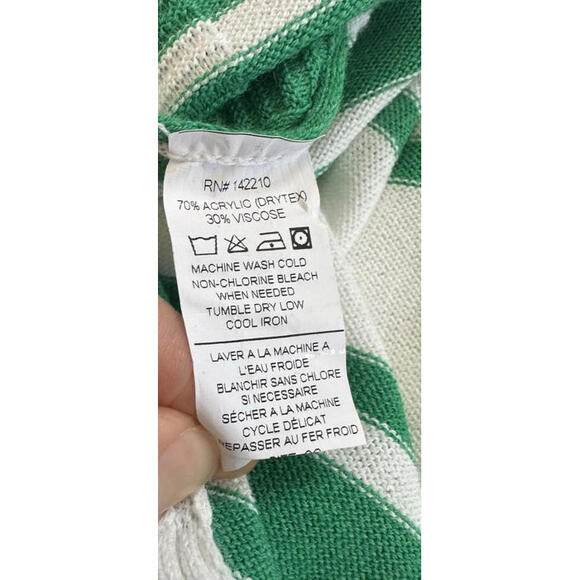 RN# 142210
70% ACRYLIC (DRYTEX)
30% VISCOSE
MACHINE WASH COLD
NON-CHLORINE BLEACH
WHEN NEEDED
TUMBLE DRY LOW
COOL IRON
LAVER A LA MACHINE A
L'EAU FROIDE
BLANCHIR SANS CHLORE
SI NECESSAIRE
SÉCHER A LA MACHINE
CYCLE DÉLICAT
REPASSER AU FER FROID